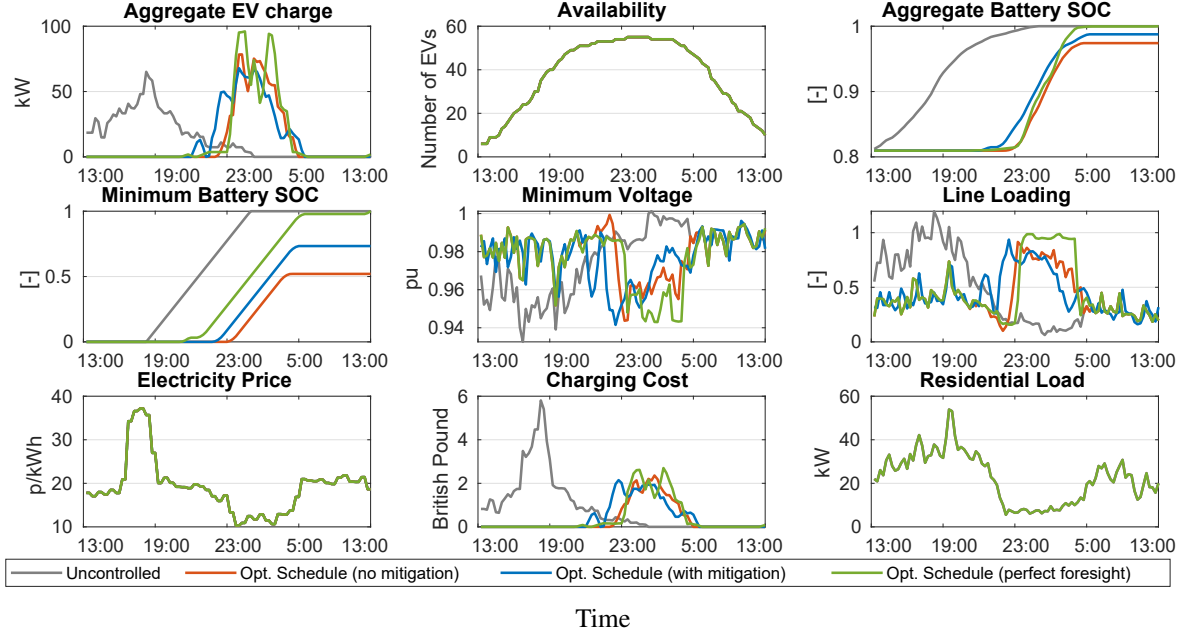 Aggregate EV charge
Availability
Aggregate Battery SOC
100
50
0
kW
13:00 19:00 23:00 5:00 13:00
60
40
20
0
Number of EVs
13:00 19:00 23:00 5:00 13:00
1
0.9
0.8
[-]
13:00 19:00 23:00 5:00 13:00
Minimum Battery SOC
Minimum Voltage
Line Loading
1
0.5
0
[-]
13:00 19:00 23:00 5:00 13:00
1
0.98
0.96
0.94
pu
13:00 19:00 23:00 5:00 13:00
1
0.5
0
[-]
13:00 19:00 23:00 5:00 13:00
Electricity Price
Charging Cost
Residential Load
40
30
20
10
p/kWh
13:00 19:00 23:00 5:00 13:00
6
4
2
0
British Pound
13:00 19:00 23:00 5:00 13:00
60
40
20
0
kW
13:00 19:00 23:00 5:00 13:00
Uncontrolled Opt. Schedule (no mitigation) Opt. Schedule (with mitigation) Opt. Schedule (perfect foresight)
Time